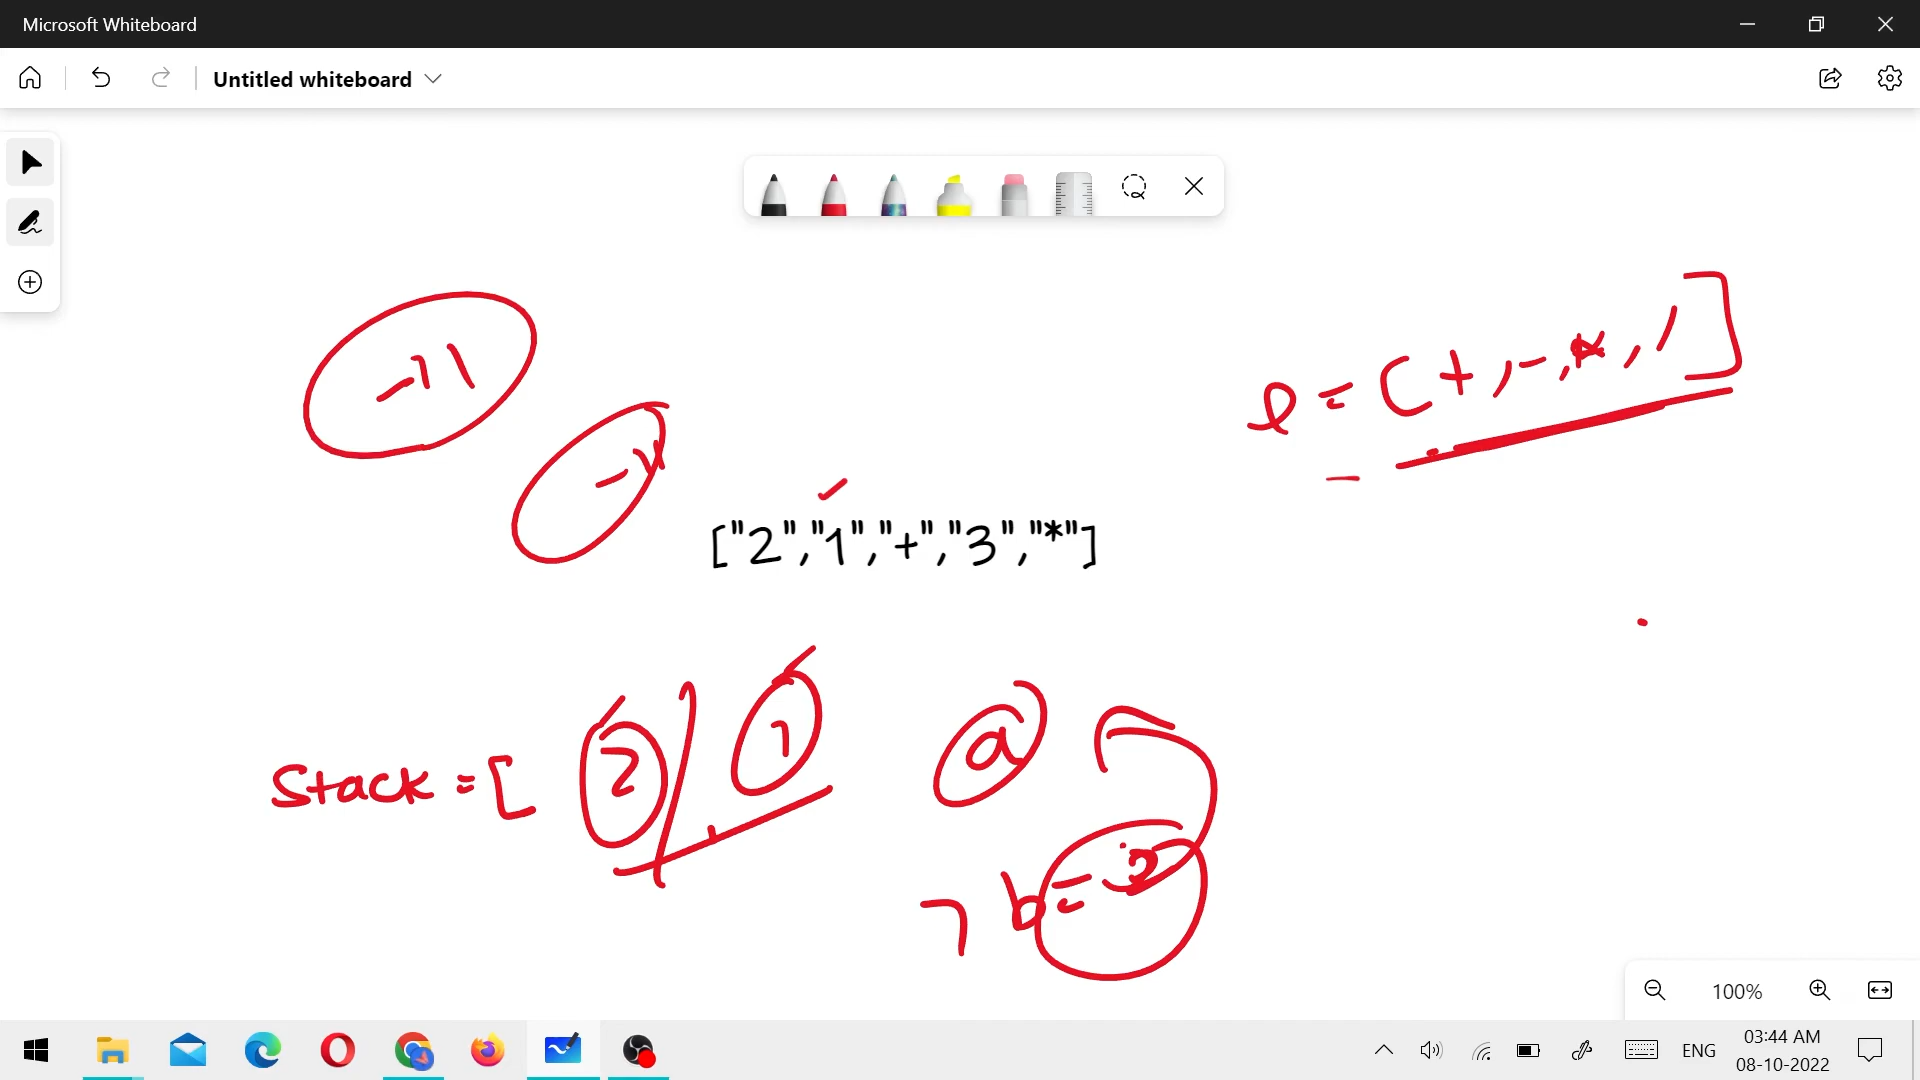 Microsoft Whiteboard
Untitled whiteboard
-11
l = [+,-,*,/]
-11
["2","1","+","3","*"]
Stack = [ 2 1
a
b = 2
100%
ENG
03:44 AM
08-10-2022